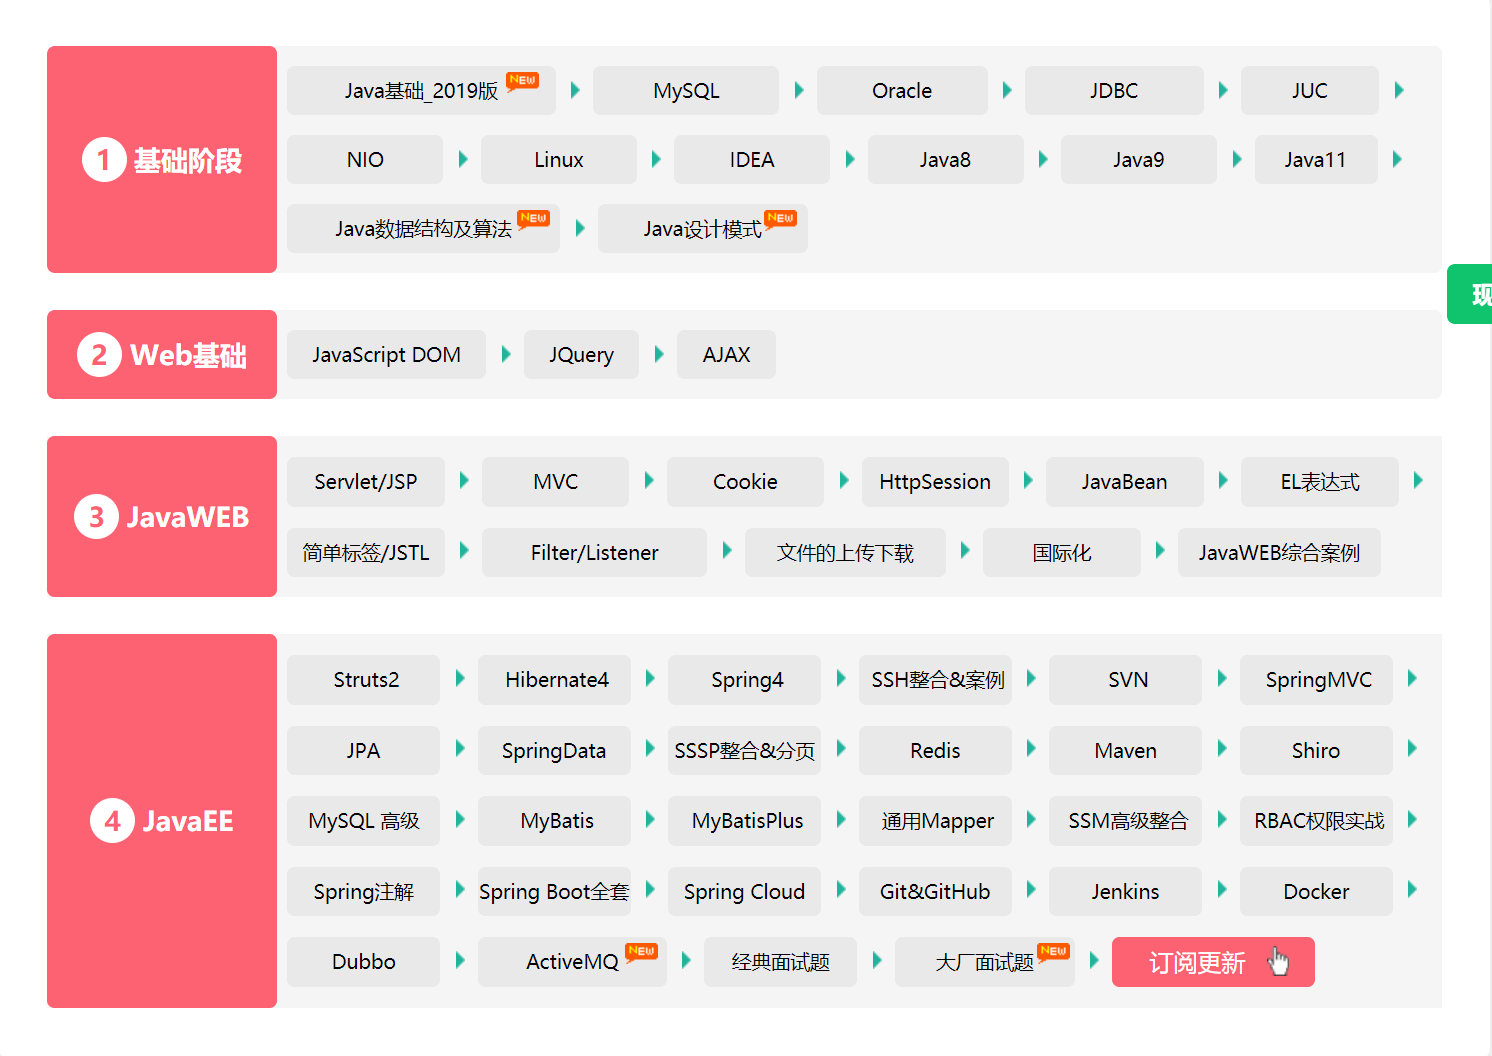 1 基础阶段
Java基础_2019版 NEW MySQL Oracle JDBC JUC
NIO Linux IDEA Java8 Java9 Java11
Java数据结构及算法 NEW Java设计模式 NEW
现
2 Web基础
JavaScript DOM JQuery AJAX
3 JavaWEB
Servlet/JSP MVC Cookie HttpSession JavaBean EL表达式
简单标签/JSTL Filter/Listener 文件的上传下载 国际化 JavaWEB综合案例
4 JavaEE
Struts2 Hibernate4 Spring4 SSH整合&案例 SVN SpringMVC
JPA SpringData SSSP整合&分页 Redis Maven Shiro
MySQL 高级 MyBatis MyBatisPlus 通用Mapper SSM高级整合 RBAC权限实战
Spring注解 Spring Boot全套 Spring Cloud Git&GitHub Jenkins Docker
Dubbo ActiveMQ NEW 经典面试题 大厂面试题 NEW 订阅更新